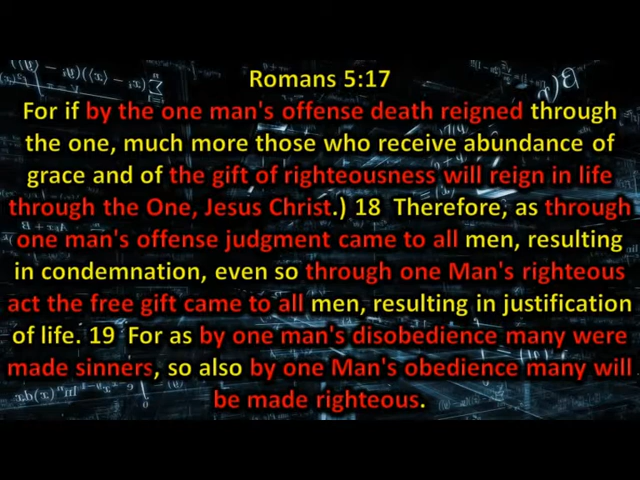 Romans 5:17
For if by the one man's offense death reigned through
the one, much more those who receive abundance of
grace and of the gift of righteousness will reign in life
through the One, Jesus Christ.) 18 Therefore, as through
one man's offense judgment came to all men, resulting
in condemnation, even so through one Man's righteous
act the free gift came to all men, resulting in justification
of life. 19 For as by one man's disobedience many were
made sinners, so also by one Man's obedience many will
be made righteous.